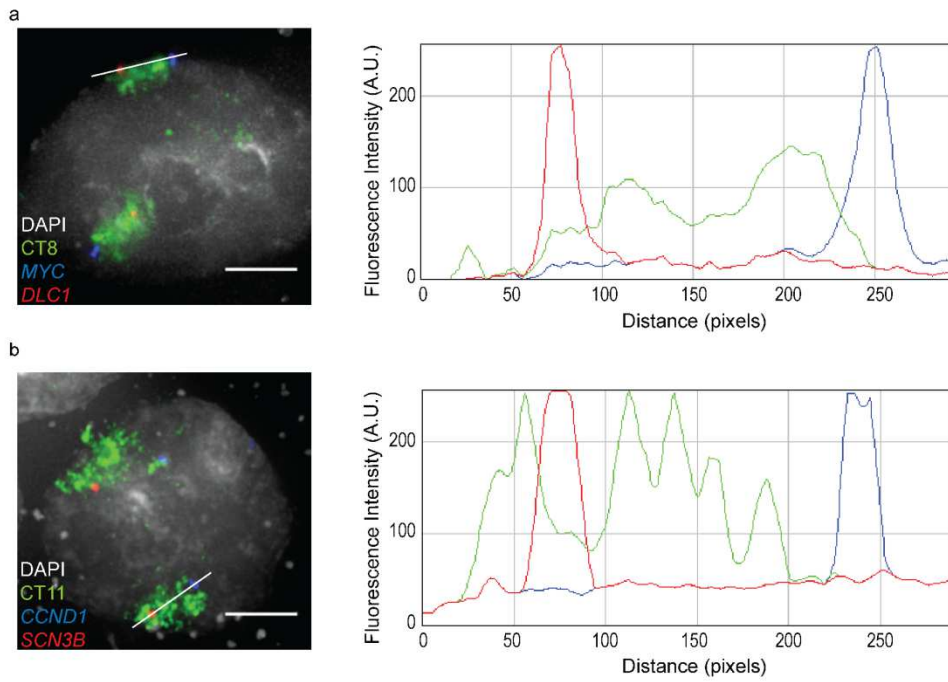 a
DAPI
CT8
MYC
DLC1
Fluorescence Intensity (A.U.)
200
100
0
0 50 100 150 200 250
Distance (pixels)
b
DAPI
CT11
CCND1
SCN3B
Fluorescence Intensity (A.U.)
200
100
0
0 50 100 150 200 250
Distance (pixels)